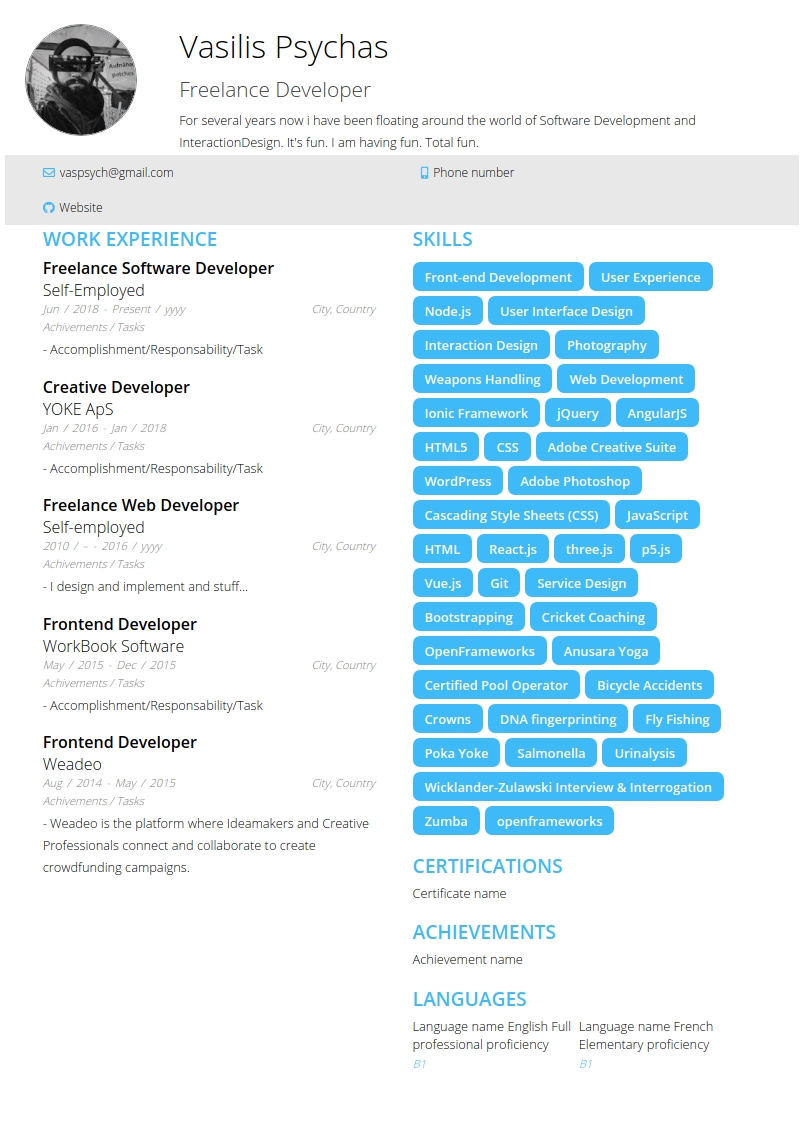 Vasilis Psychas
Freelance Developer
For several years now i have been floating around the world of Software Development and
InteractionDesign. It's fun. I am having fun. Total fun.
vaspsych@gmail.com
Phone number
Website
WORK EXPERIENCE
Freelance Software Developer
Self-Employed
Jun / 2018 - Present / yyyy City, Country
Achivements / Tasks
- Accomplishment/Responsability/Task
Creative Developer
YOKE ApS
Jan / 2016 - Jan / 2018 City, Country
Achivements / Tasks
- Accomplishment/Responsability/Task
Freelance Web Developer
Self-employed
2010 / – - 2016 / yyyy City, Country
Achivements / Tasks
- I design and implement and stuff...
Frontend Developer
WorkBook Software
May / 2015 - Dec / 2015 City, Country
Achivements / Tasks
- Accomplishment/Responsability/Task
Frontend Developer
Weadeo
Aug / 2014 - May / 2015 City, Country
Achivements / Tasks
- Weadeo is the platform where Ideamakers and Creative
Professionals connect and collaborate to create
crowdfunding campaigns.
SKILLS
Front-end Development User Experience
Node.js User Interface Design
Interaction Design Photography
Weapons Handling Web Development
Ionic Framework jQuery AngularJS
HTML5 CSS Adobe Creative Suite
WordPress Adobe Photoshop
Cascading Style Sheets (CSS) JavaScript
HTML React.js three.js p5.js
Vue.js Git Service Design
Bootstrapping Cricket Coaching
OpenFrameworks Anusara Yoga
Certified Pool Operator Bicycle Accidents
Crowns DNA fingerprinting Fly Fishing
Poka Yoke Salmonella Urinalysis
Wicklander-Zulawski Interview & Interrogation
Zumba openframeworks
CERTIFICATIONS
Certificate name
ACHIEVEMENTS
Achievement name
LANGUAGES
Language name English Full
professional proficiency
B1
Language name French
Elementary proficiency
B1